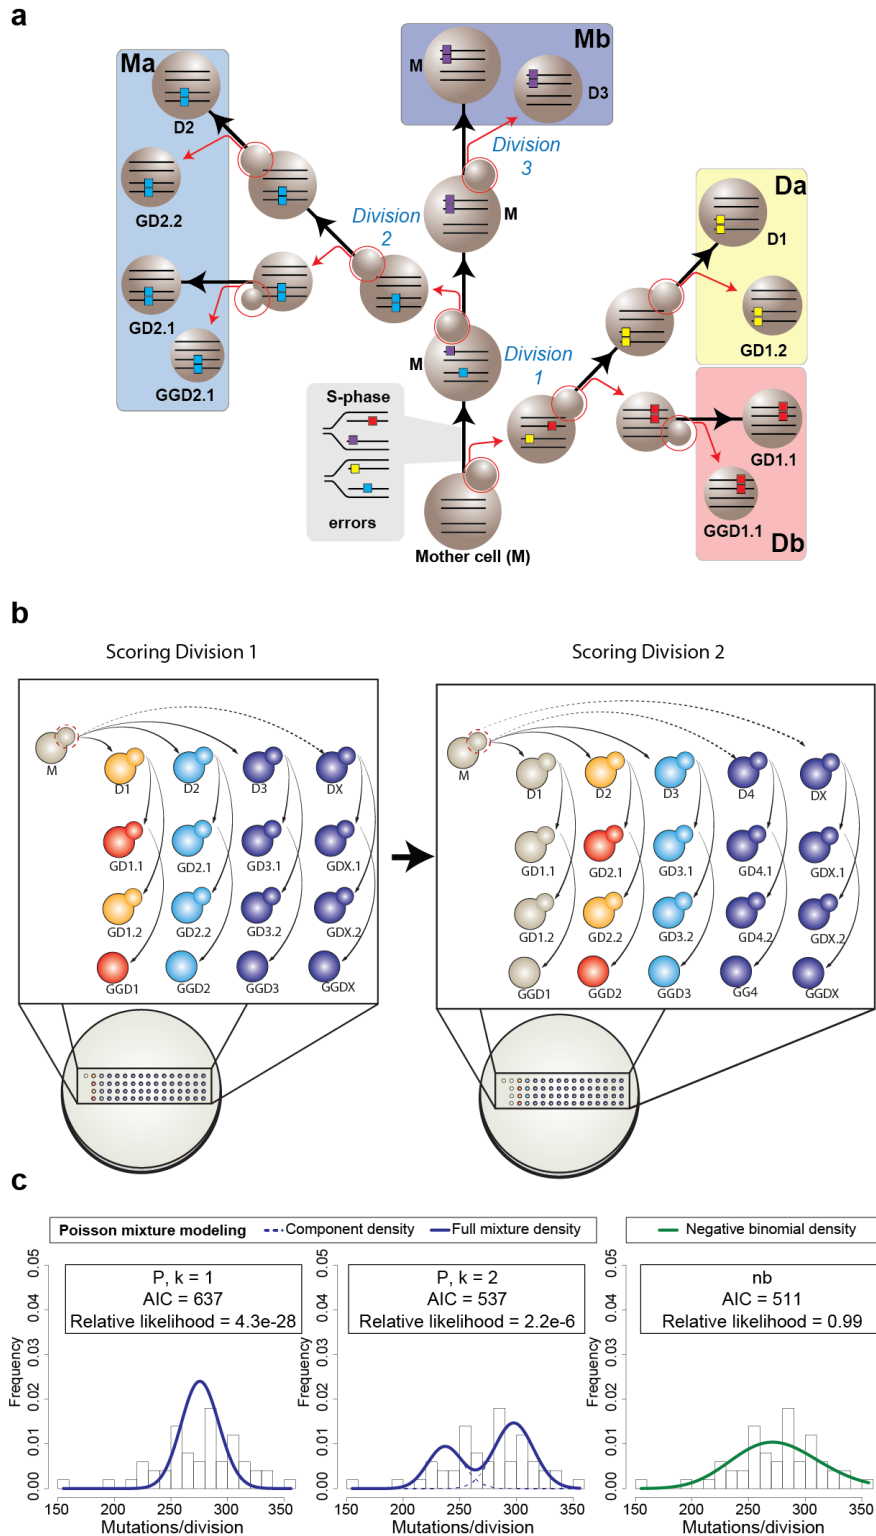 a
Ma
Mb
M
D3
D2
Division
3
Da
GD2.2
M
D1
Division
2
GD2.1
GD1.2
M
Division
1
GGD2.1
S-phase
GD1.1
errors
GGD1.1
Mother cell (M)
Db
b
Scoring Division 1
Scoring Division 2
M
D1
D2
D3
DX
GD1.1
GD2.1
GD3.1
GDX.1
GD1.2
GD2.2
GD3.2
GDX.2
GGD1
GGD2
GGD3
GGDX
M
D1
D2
D3
D4
DX
GD1.1
GD2.1
GD3.1
GD4.1
GDX.1
GD1.2
GD2.2
GD3.2
GD4.2
GDX.2
GGD1
GGD2
GGD3
GG4
GGDX
c
Poisson mixture modeling Component density Full mixture density
Negative binomial density
P, k = 1
AIC = 637
Relative likelihood = 4.3e-28
Frequency
0.00 0.01 0.02 0.03 0.04 0.05
150 200 250 300 350
Mutations/division
P, k = 2
AIC = 537
Relative likelihood = 2.2e-6
Frequency
0.00 0.01 0.02 0.03 0.04 0.05
150 200 250 300 350
Mutations/division
nb
AIC = 511
Relative likelihood = 0.99
Frequency
0.00 0.01 0.02 0.03 0.04 0.05
150 200 250 300 350
Mutations/division